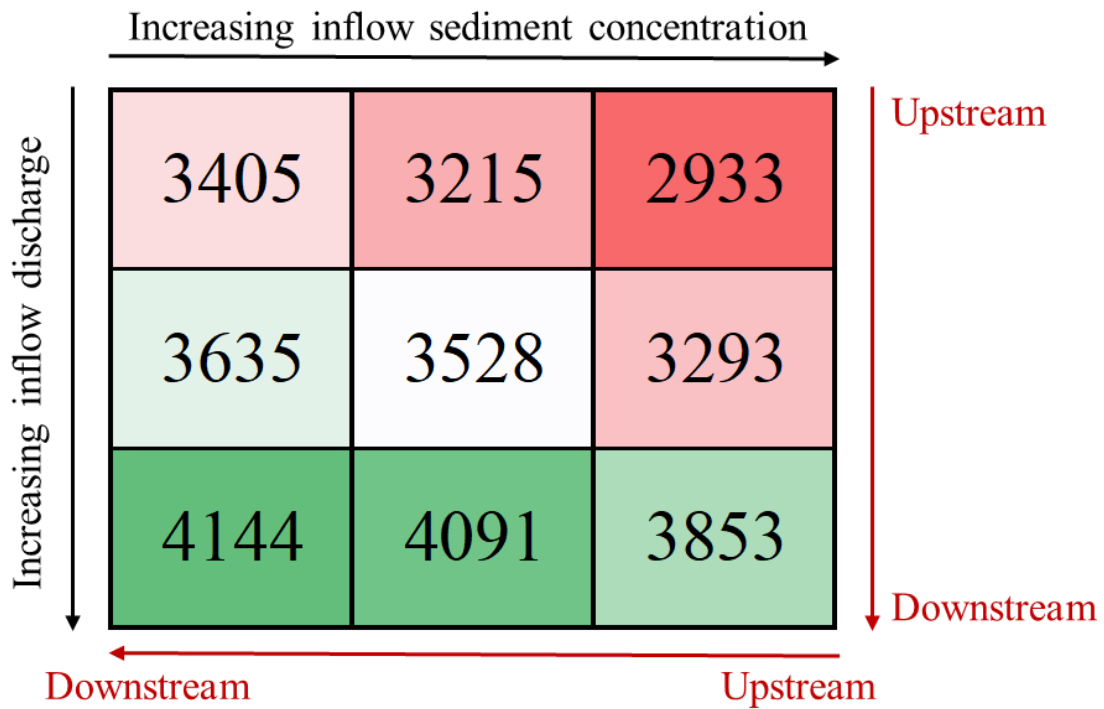 Increasing inflow sediment concentration
Increasing inflow discharge
Upstream
3405 3215 2933
3635 3528 3293
4144 4091 3853
Downstream
Downstream Upstream